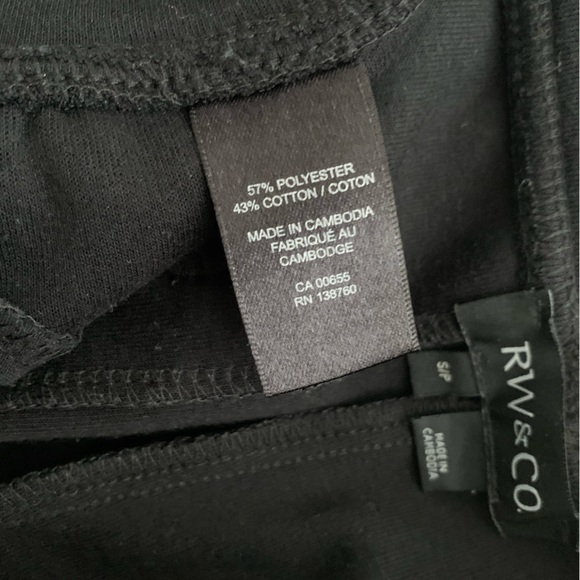 57% POLYESTER
43% COTTON / COTON
MADE IN CAMBODIA
FABRIQUÉ AU
CAMBODGE
CA 00655
RN 138760
RW&CO.
S/P
MADE IN
CAMBODIA